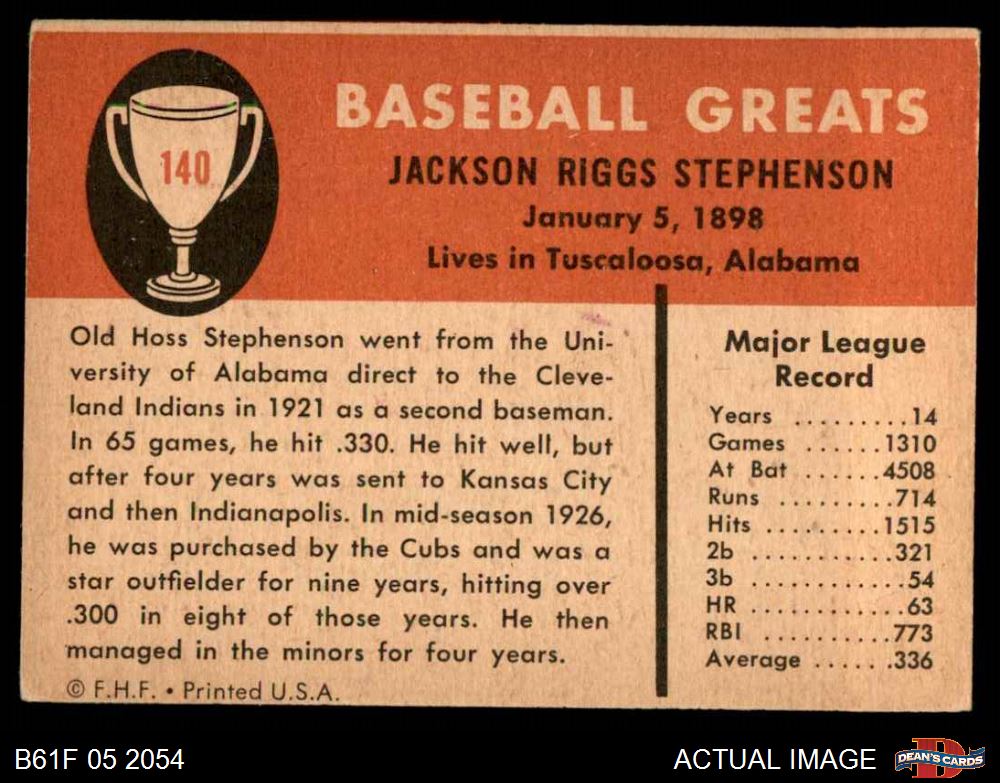 140
BASEBALL GREATS
JACKSON RIGGS STEPHENSON
January 5, 1898
Lives in Tuscaloosa, Alabama
Old Hoss Stephenson went from the Uni-
versity of Alabama direct to the Cleve-
land Indians in 1921 as a second baseman.
In 65 games, he hit .330. He hit well, but
after four years was sent to Kansas City
and then Indianapolis. In mid-season 1926,
he was purchased by the Cubs and was a
star outfielder for nine years, hitting over
.300 in eight of those years. He then
managed in the minors for four years.
© F.H.F. • Printed U.S.A.
Major League
Record
Years .........14
Games ......1310
At Bat ......4508
Runs .........714
Hits ..........1515
2b ............321
3b .............54
HR ............63
RBI ..........773
Average ......336
B61F 05 2054
ACTUAL IMAGE
D
DEAN'S CARDS